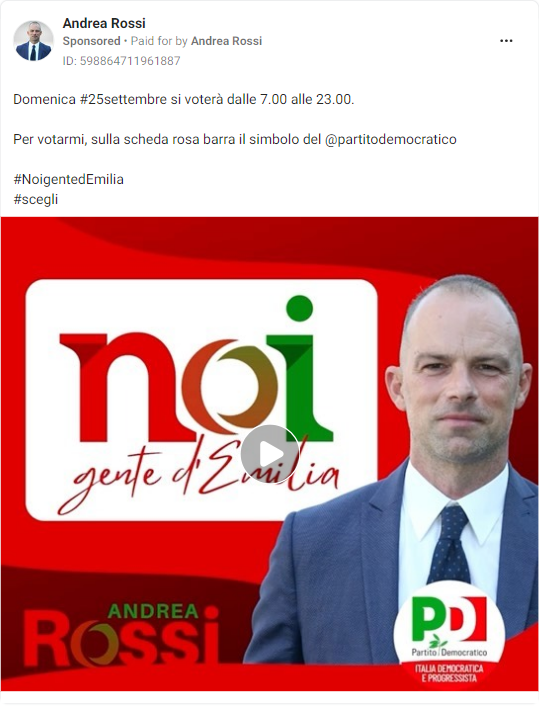 Andrea Rossi
Sponsored • Paid for by Andrea Rossi
ID: 598864711961887
Domenica #25settembre si voterà dalle 7.00 alle 23.00.
Per votarmi, sulla scheda rosa barra il simbolo del @partitodemocratico
#NoigentedEmilia
#scegli
noi
gente d'Emilia
ANDREA
ROSSi
PD
Partito Democratico
ITALIA DEMOCRATICA
E PROGRESSISTA